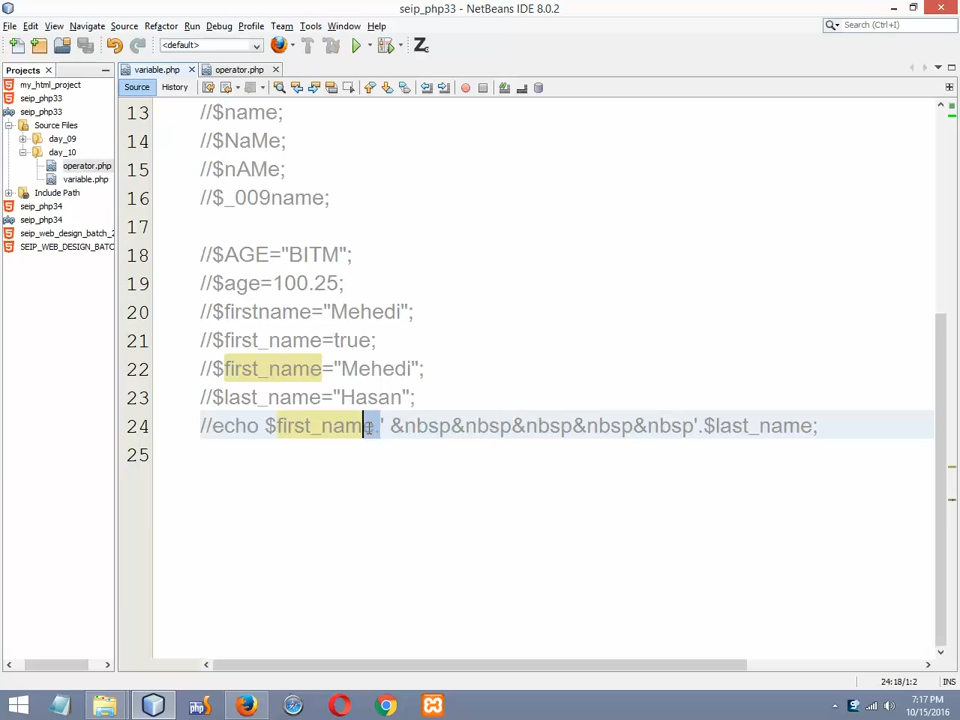 seip_php33 - NetBeans IDE 8.0.2
File Edit View Navigate Source Refactor Run Debug Profile Team Tools Window Help
Search (Ctrl+I)
<default>
Projects
variable.php
operator.php
Source History
my_html_project
seip_php33
seip_php33
Source Files
day_09
day_10
operator.php
variable.php
Include Path
seip_php34
seip_php34
seip_web_design_batch_2
SEIP_WEB_DESIGN_BATC
13 //$name;
14 //$NaMe;
15 //$nAMe;
16 //$_009name;
17
18 //$AGE="BITM";
19 //$age=100.25;
20 //$firstname="Mehedi";
21 //$first_name=true;
22 //$first_name="Mehedi";
23 //$last_name="Hasan";
24 //echo $first_name.' &nbsp&nbsp&nbsp&nbsp&nbsp'.$last_name;
25
24:18/1:2 INS
php
7:17 PM
10/15/2016